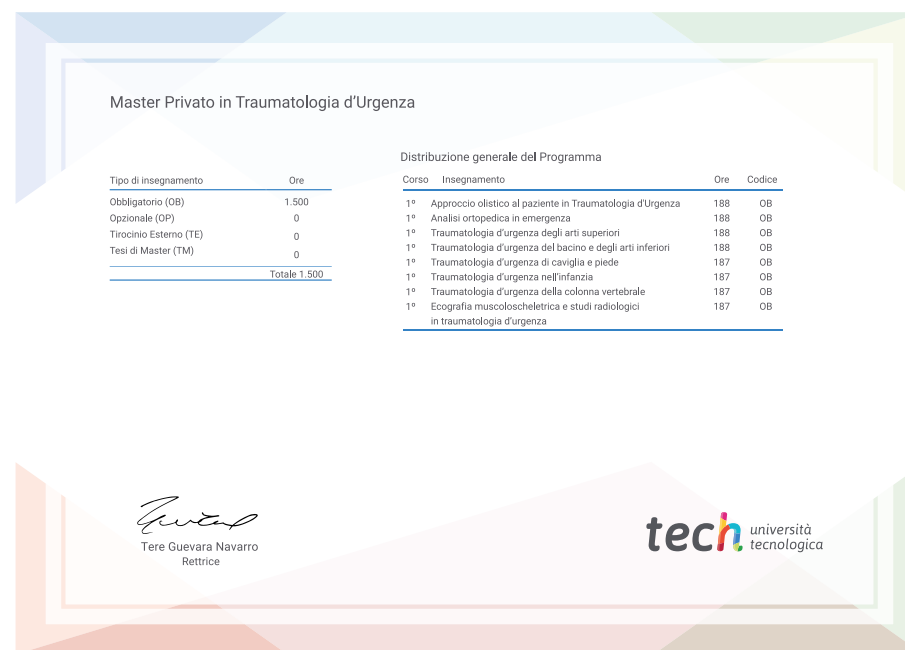 Master Privato in Traumatologia d'Urgenza
Tipo di insegnamento Ore
Obbligatorio (OB) 1.500
Opzionale (OP) 0
Tirocinio Esterno (TE) 0
Tesi di Master (TM) 0
Totale 1.500
Distribuzione generale del Programma
Corso Insegnamento Ore Codice
1º Approccio olistico al paziente in Traumatologia d'Urgenza 188 OB
1º Analisi ortopedica in emergenza 188 OB
1º Traumatologia d'urgenza degli arti superiori 188 OB
1º Traumatologia d'urgenza del bacino e degli arti inferiori 188 OB
1º Traumatologia d'urgenza di caviglia e piede 187 OB
1º Traumatologia d'urgenza nell'infanzia 187 OB
1º Traumatologia d'urgenza della colonna vertebrale 187 OB
1º Ecografia muscoloscheletrica e studi radiologici 187 OB
in traumatologia d'urgenza
Tere Guevara Navarro
Rettrice
tech università
tecnologica